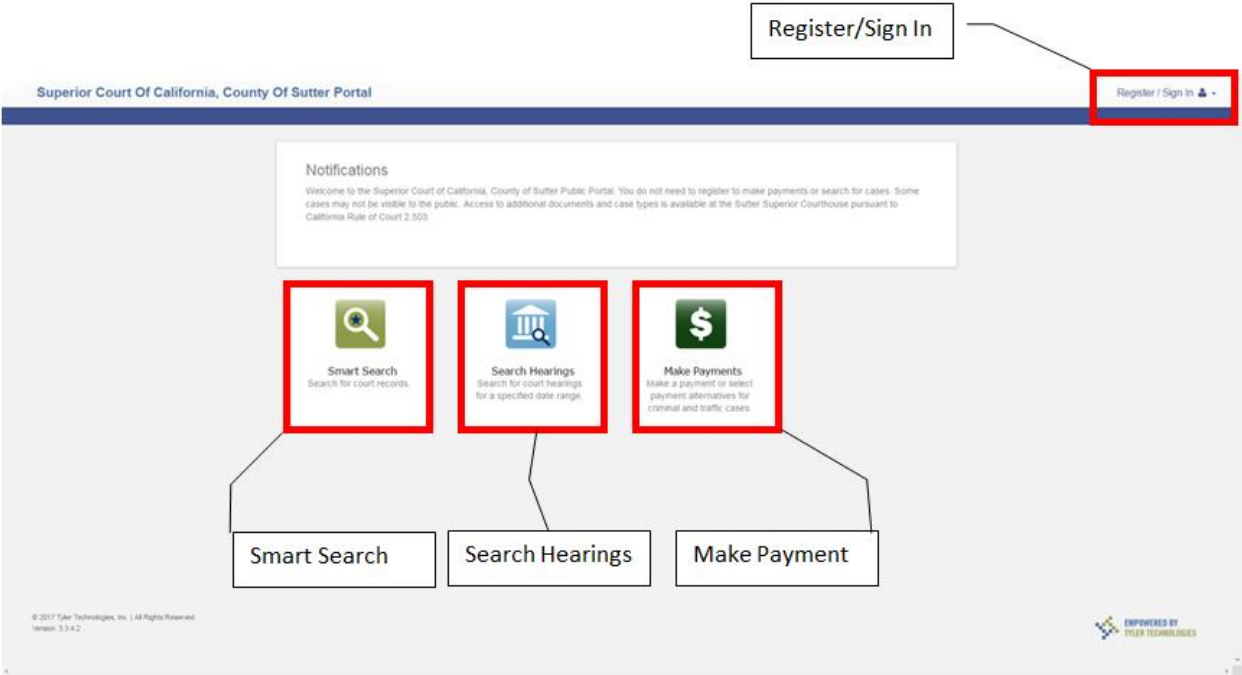 Register/Sign In
Superior Court Of California, County Of Sutter Portal
Register / Sign In
Notifications
Welcome to the Superior Court of California, County of Sutter Public Portal. You do not need to register to make payments or search for cases. Some
cases may not be visible to the public. Access to additional documents and case types is available at the Sutter Superior Courthouse pursuant to
California Rule of Court 2.503.
Smart Search
Search for court records.
Search Hearings
Search for court hearings
for a specified date range.
Make Payments
Make a payment or select
payment alternatives for
criminal and traffic cases.
Smart Search
Search Hearings
Make Payment
© 2017 Tyler Technologies, Inc. | All Rights Reserved.
Version: 3.3.4.2
EMPOWERED BY
TYLER TECHNOLOGIES